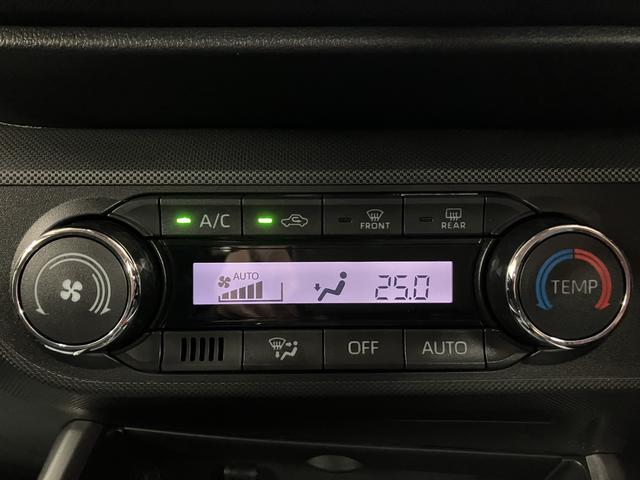 A/C
FRONT
REAR
AUTO
25.0
TEMP
OFF
AUTO